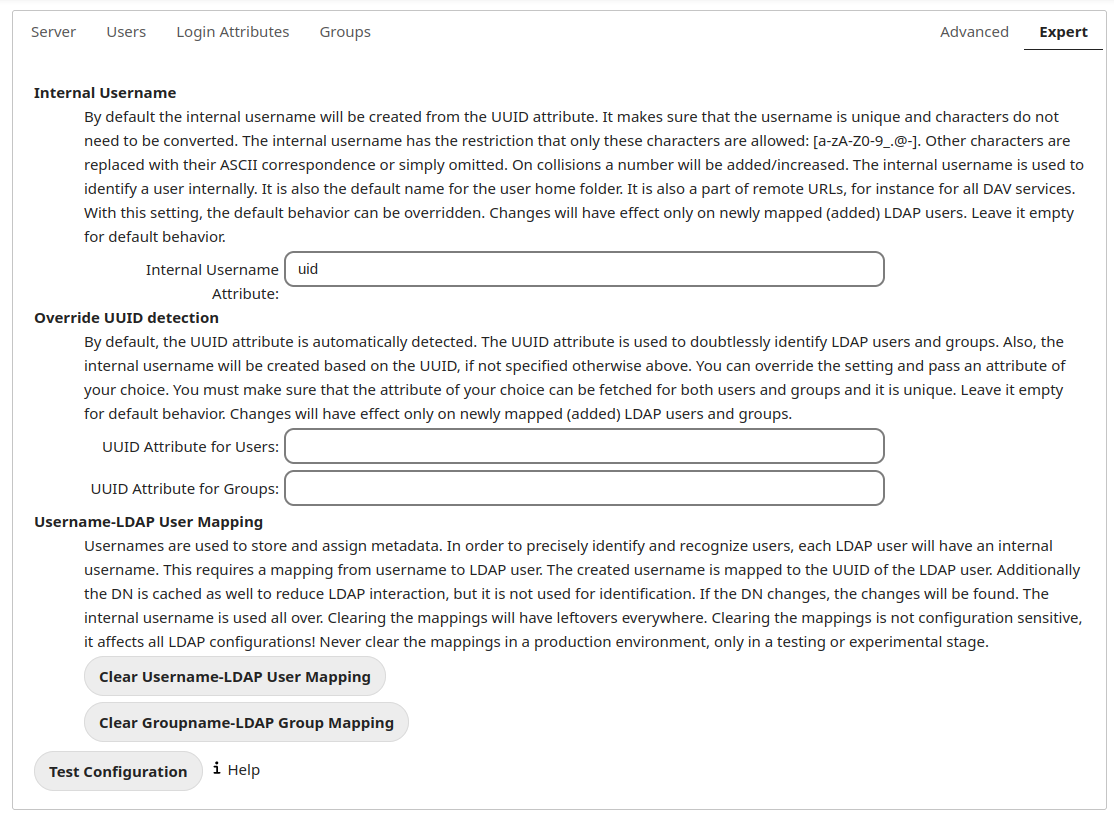 Server Users Login Attributes Groups Advanced Expert
Internal Username
By default the internal username will be created from the UUID attribute. It makes sure that the username is unique and characters do not
need to be converted. The internal username has the restriction that only these characters are allowed: [a-zA-Z0-9_.@-]. Other characters are
replaced with their ASCII correspondence or simply omitted. On collisions a number will be added/increased. The internal username is used to
identify a user internally. It is also the default name for the user home folder. It is also a part of remote URLs, for instance for all DAV services.
With this setting, the default behavior can be overridden. Changes will have effect only on newly mapped (added) LDAP users. Leave it empty
for default behavior.
Internal Username uid
Attribute:
Override UUID detection
By default, the UUID attribute is automatically detected. The UUID attribute is used to doubtlessly identify LDAP users and groups. Also, the
internal username will be created based on the UUID, if not specified otherwise above. You can override the setting and pass an attribute of
your choice. You must make sure that the attribute of your choice can be fetched for both users and groups and it is unique. Leave it empty
for default behavior. Changes will have effect only on newly mapped (added) LDAP users and groups.
UUID Attribute for Users:
UUID Attribute for Groups:
Username-LDAP User Mapping
Usernames are used to store and assign metadata. In order to precisely identify and recognize users, each LDAP user will have an internal
username. This requires a mapping from username to LDAP user. The created username is mapped to the UUID of the LDAP user. Additionally
the DN is cached as well to reduce LDAP interaction, but it is not used for identification. If the DN changes, the changes will be found. The
internal username is used all over. Clearing the mappings will have leftovers everywhere. Clearing the mappings is not configuration sensitive,
it affects all LDAP configurations! Never clear the mappings in a production environment, only in a testing or experimental stage.
Clear Username-LDAP User Mapping
Clear Groupname-LDAP Group Mapping
Test Configuration i Help